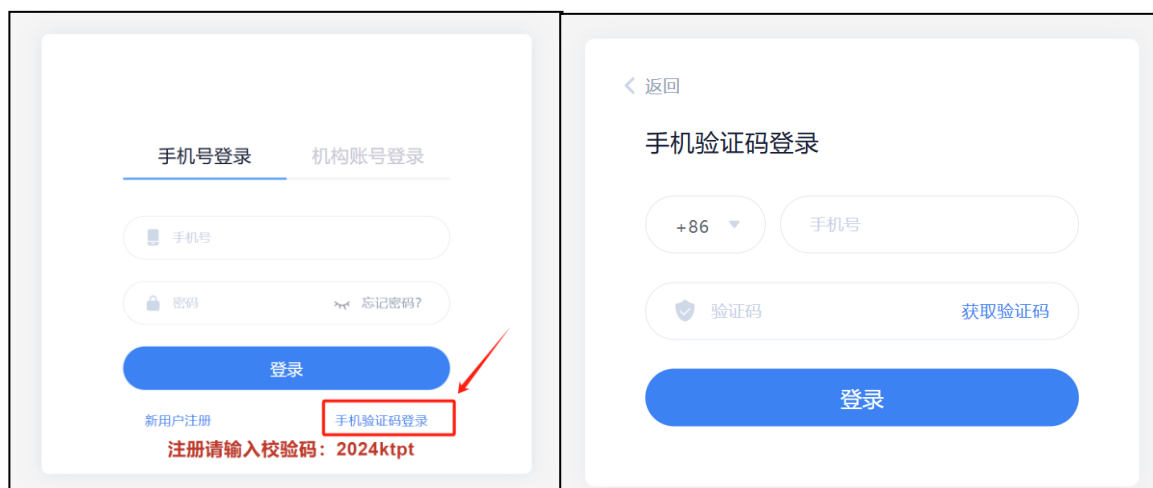 手机号登录 机构账号登录
手机号
密码 忘记密码?
登录
新用户注册 手机验证码登录
注册请输入校验码：2024ktpt
返回
手机验证码登录
+86 手机号
验证码 获取验证码
登录